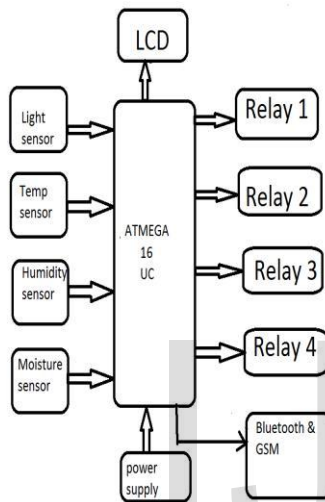 LCD
Light
sensor
Temp
sensor
Humidity
sensor
Moisture
sensor
ATMEGA
16
UC
Relay 1
Relay 2
Relay 3
Relay 4
power
supply
Bluetooth &
GSM